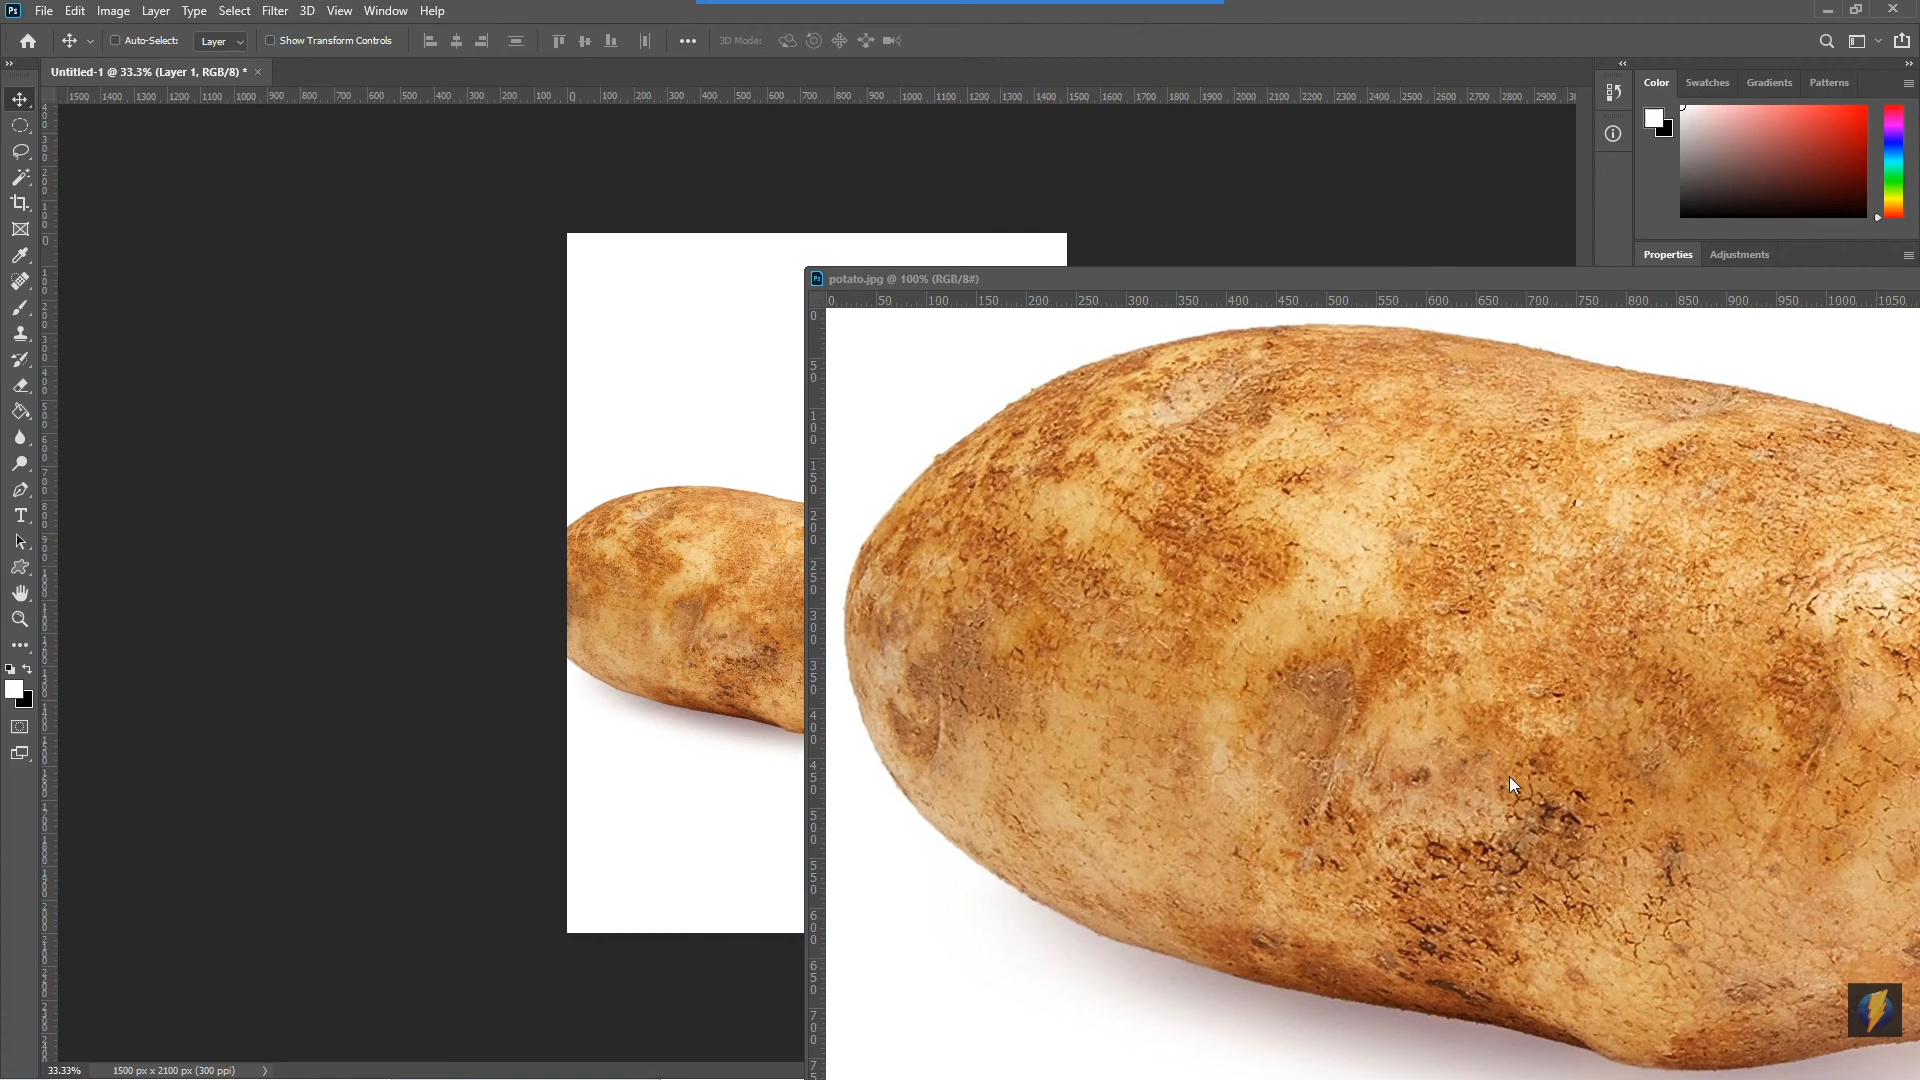 Ps File Edit Image Layer Type Select Filter 3D View Window Help
Auto-Select: Layer Show Transform Controls 3D Mode:
Untitled-1 @ 33.3% (Layer 1, RGB/8) * ×
1500 1400 1300 1200 1100 1000 900 800 700 600 500 400 300 200 100 0 100 200 300 400 500 600 700 800 900 1000 1100 1200 1300 1400 1500 1600 1700 1800 1900 2000 2100 2200 2300 2400 2500 2600 2700 2800 2900
Color Swatches Gradients Patterns
Properties Adjustments
Ps potato.jpg @ 100% (RGB/8#)
0 50 100 150 200 250 300 350 400 450 500 550 600 650 700 750 800 850 900 950 1000 1050
T
33.33% 1500 px x 2100 px (300 ppi)